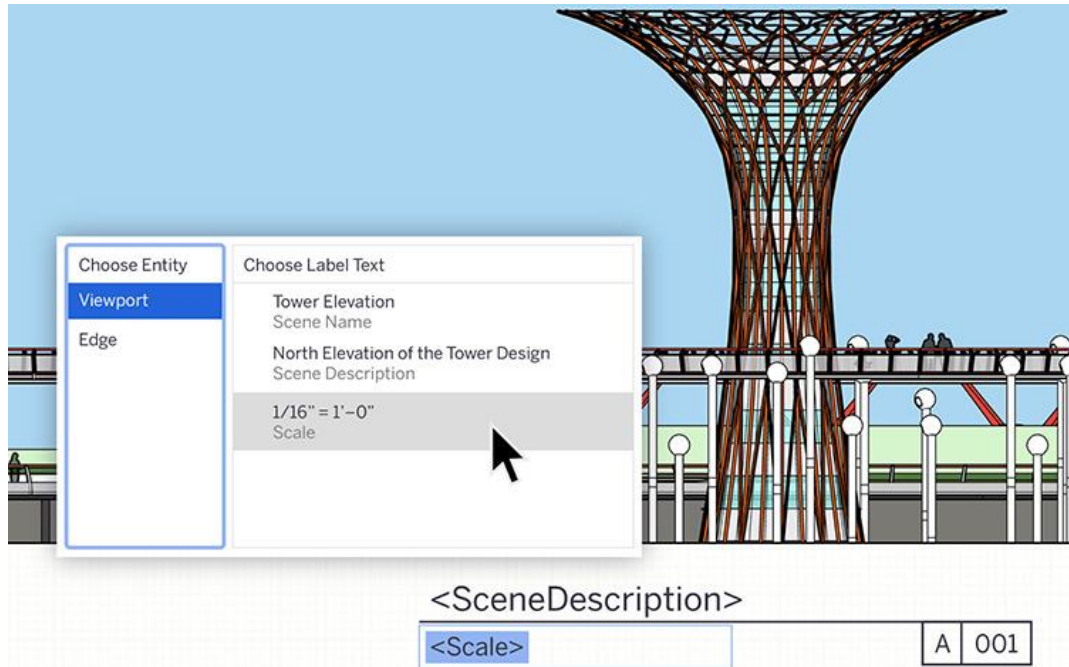 Choose Entity
Choose Label Text
Viewport
Edge
Tower Elevation
Scene Name
North Elevation of the Tower Design
Scene Description
1/16" = 1'–0"
Scale
<SceneDescription>
<Scale>
A 001